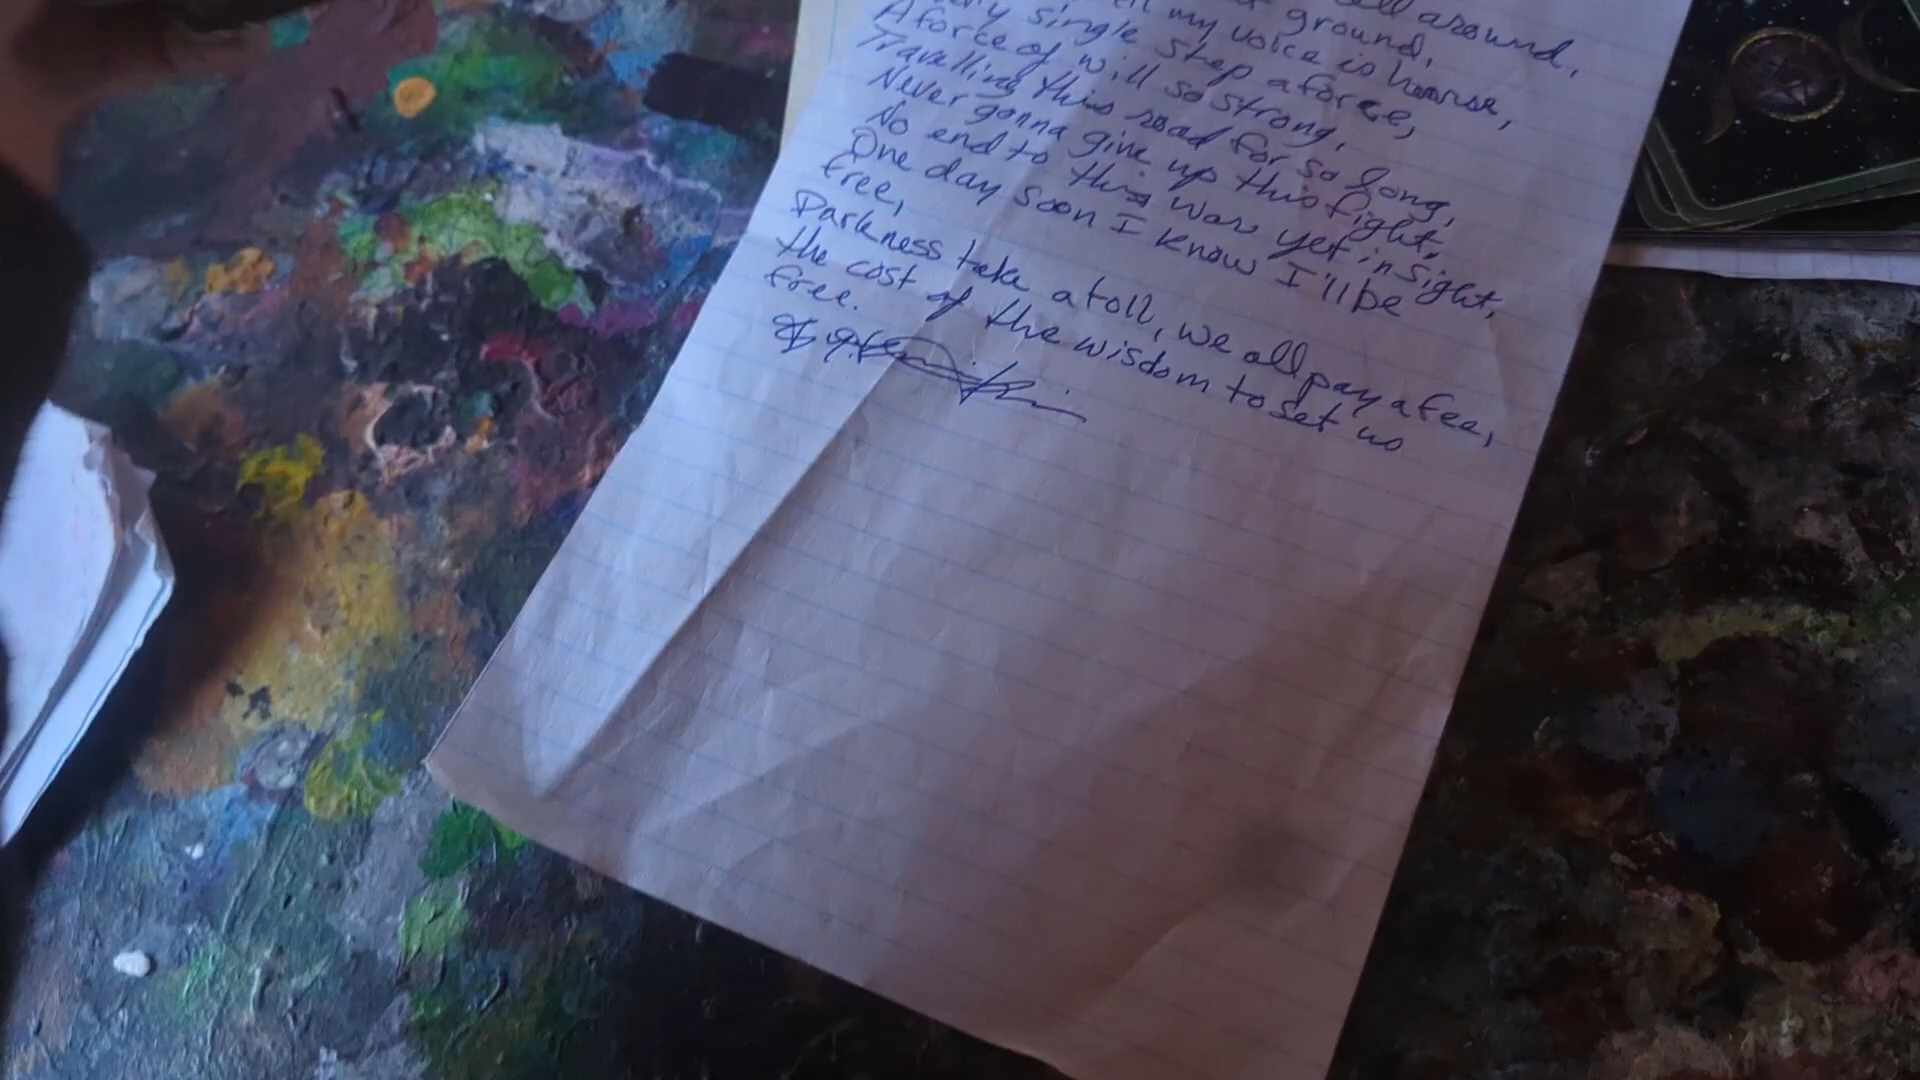 all around,
ground,
my voice is hoarse,
single step a force,
A force of will so strong,
Travelling this road for so long,
Never gonna give up this fight,
No end to this war yet in sight,
One day soon I know I'll be
free,
Darkness take a toll, we all pay a fee,
the cost of the wisdom to set us
free.